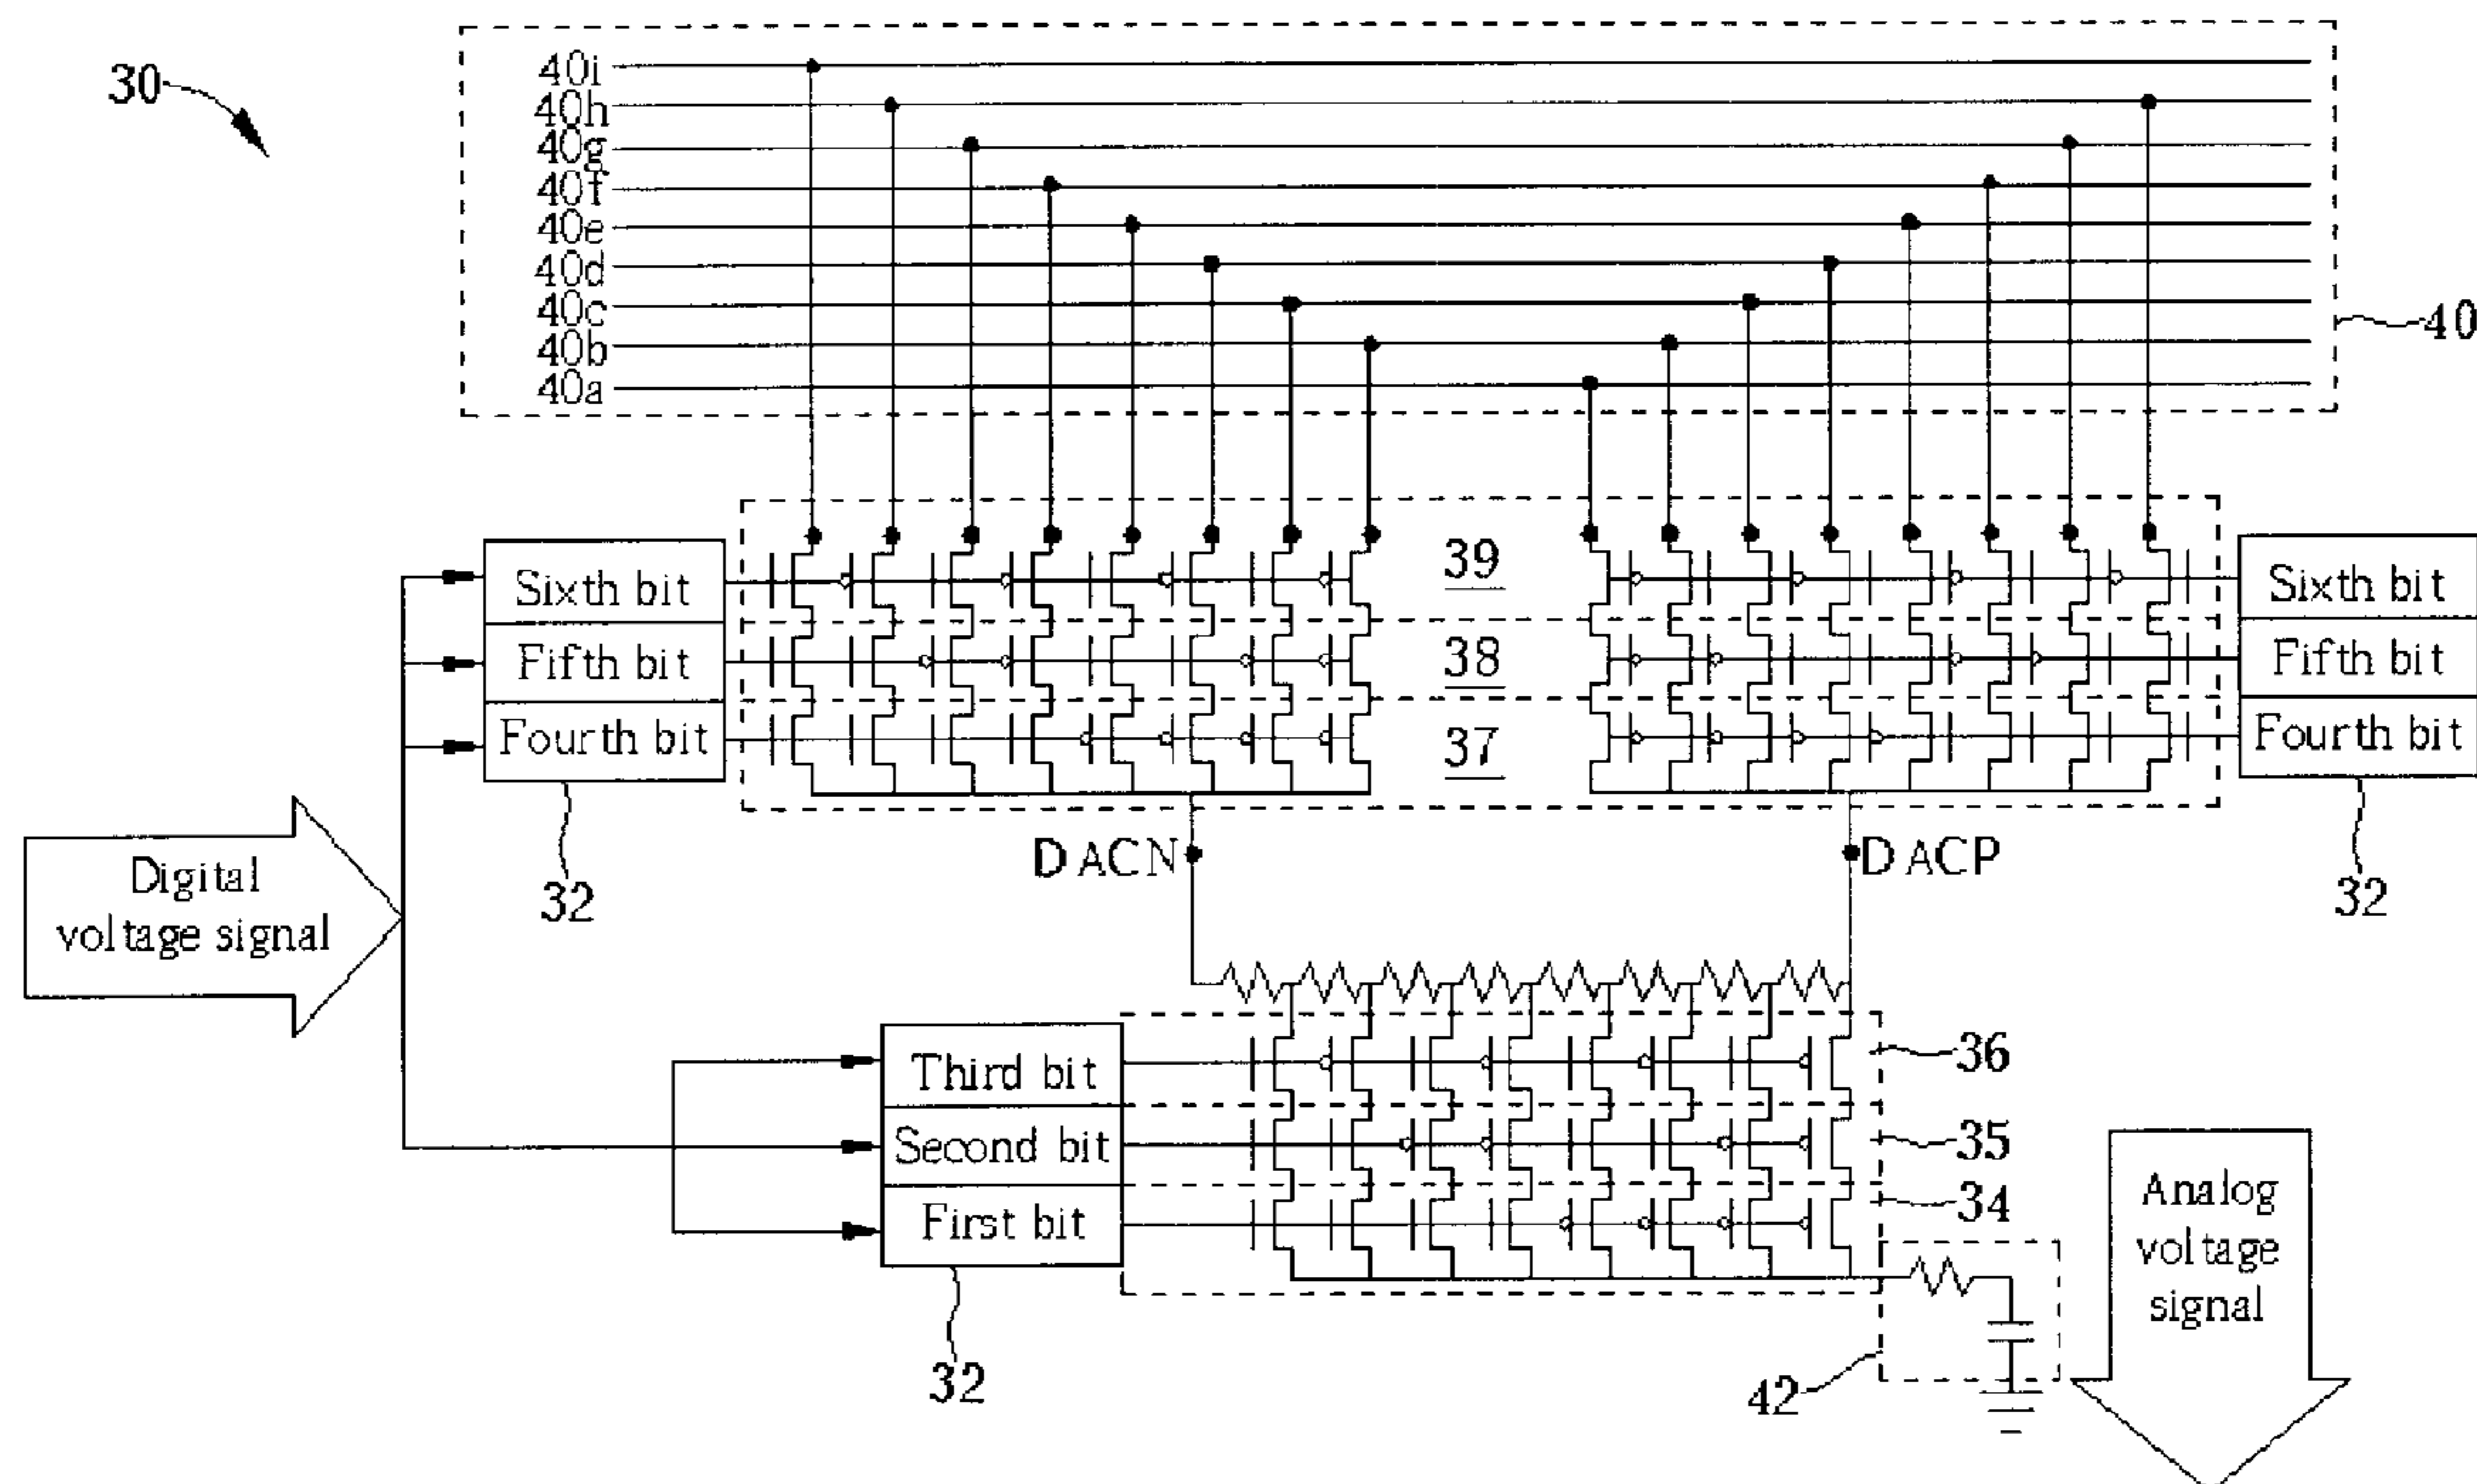 30
40i
40h
40g
40f
40e
40d
40c
40b
40a
40
Sixth bit
Fifth bit
Fourth bit
39
38
37
Sixth bit
Fifth bit
Fourth bit
32
32
DACN
DACP
Digital
voltage signal
Third bit
Second bit
First bit
36
35
34
32
42
Analog
voltage
signal